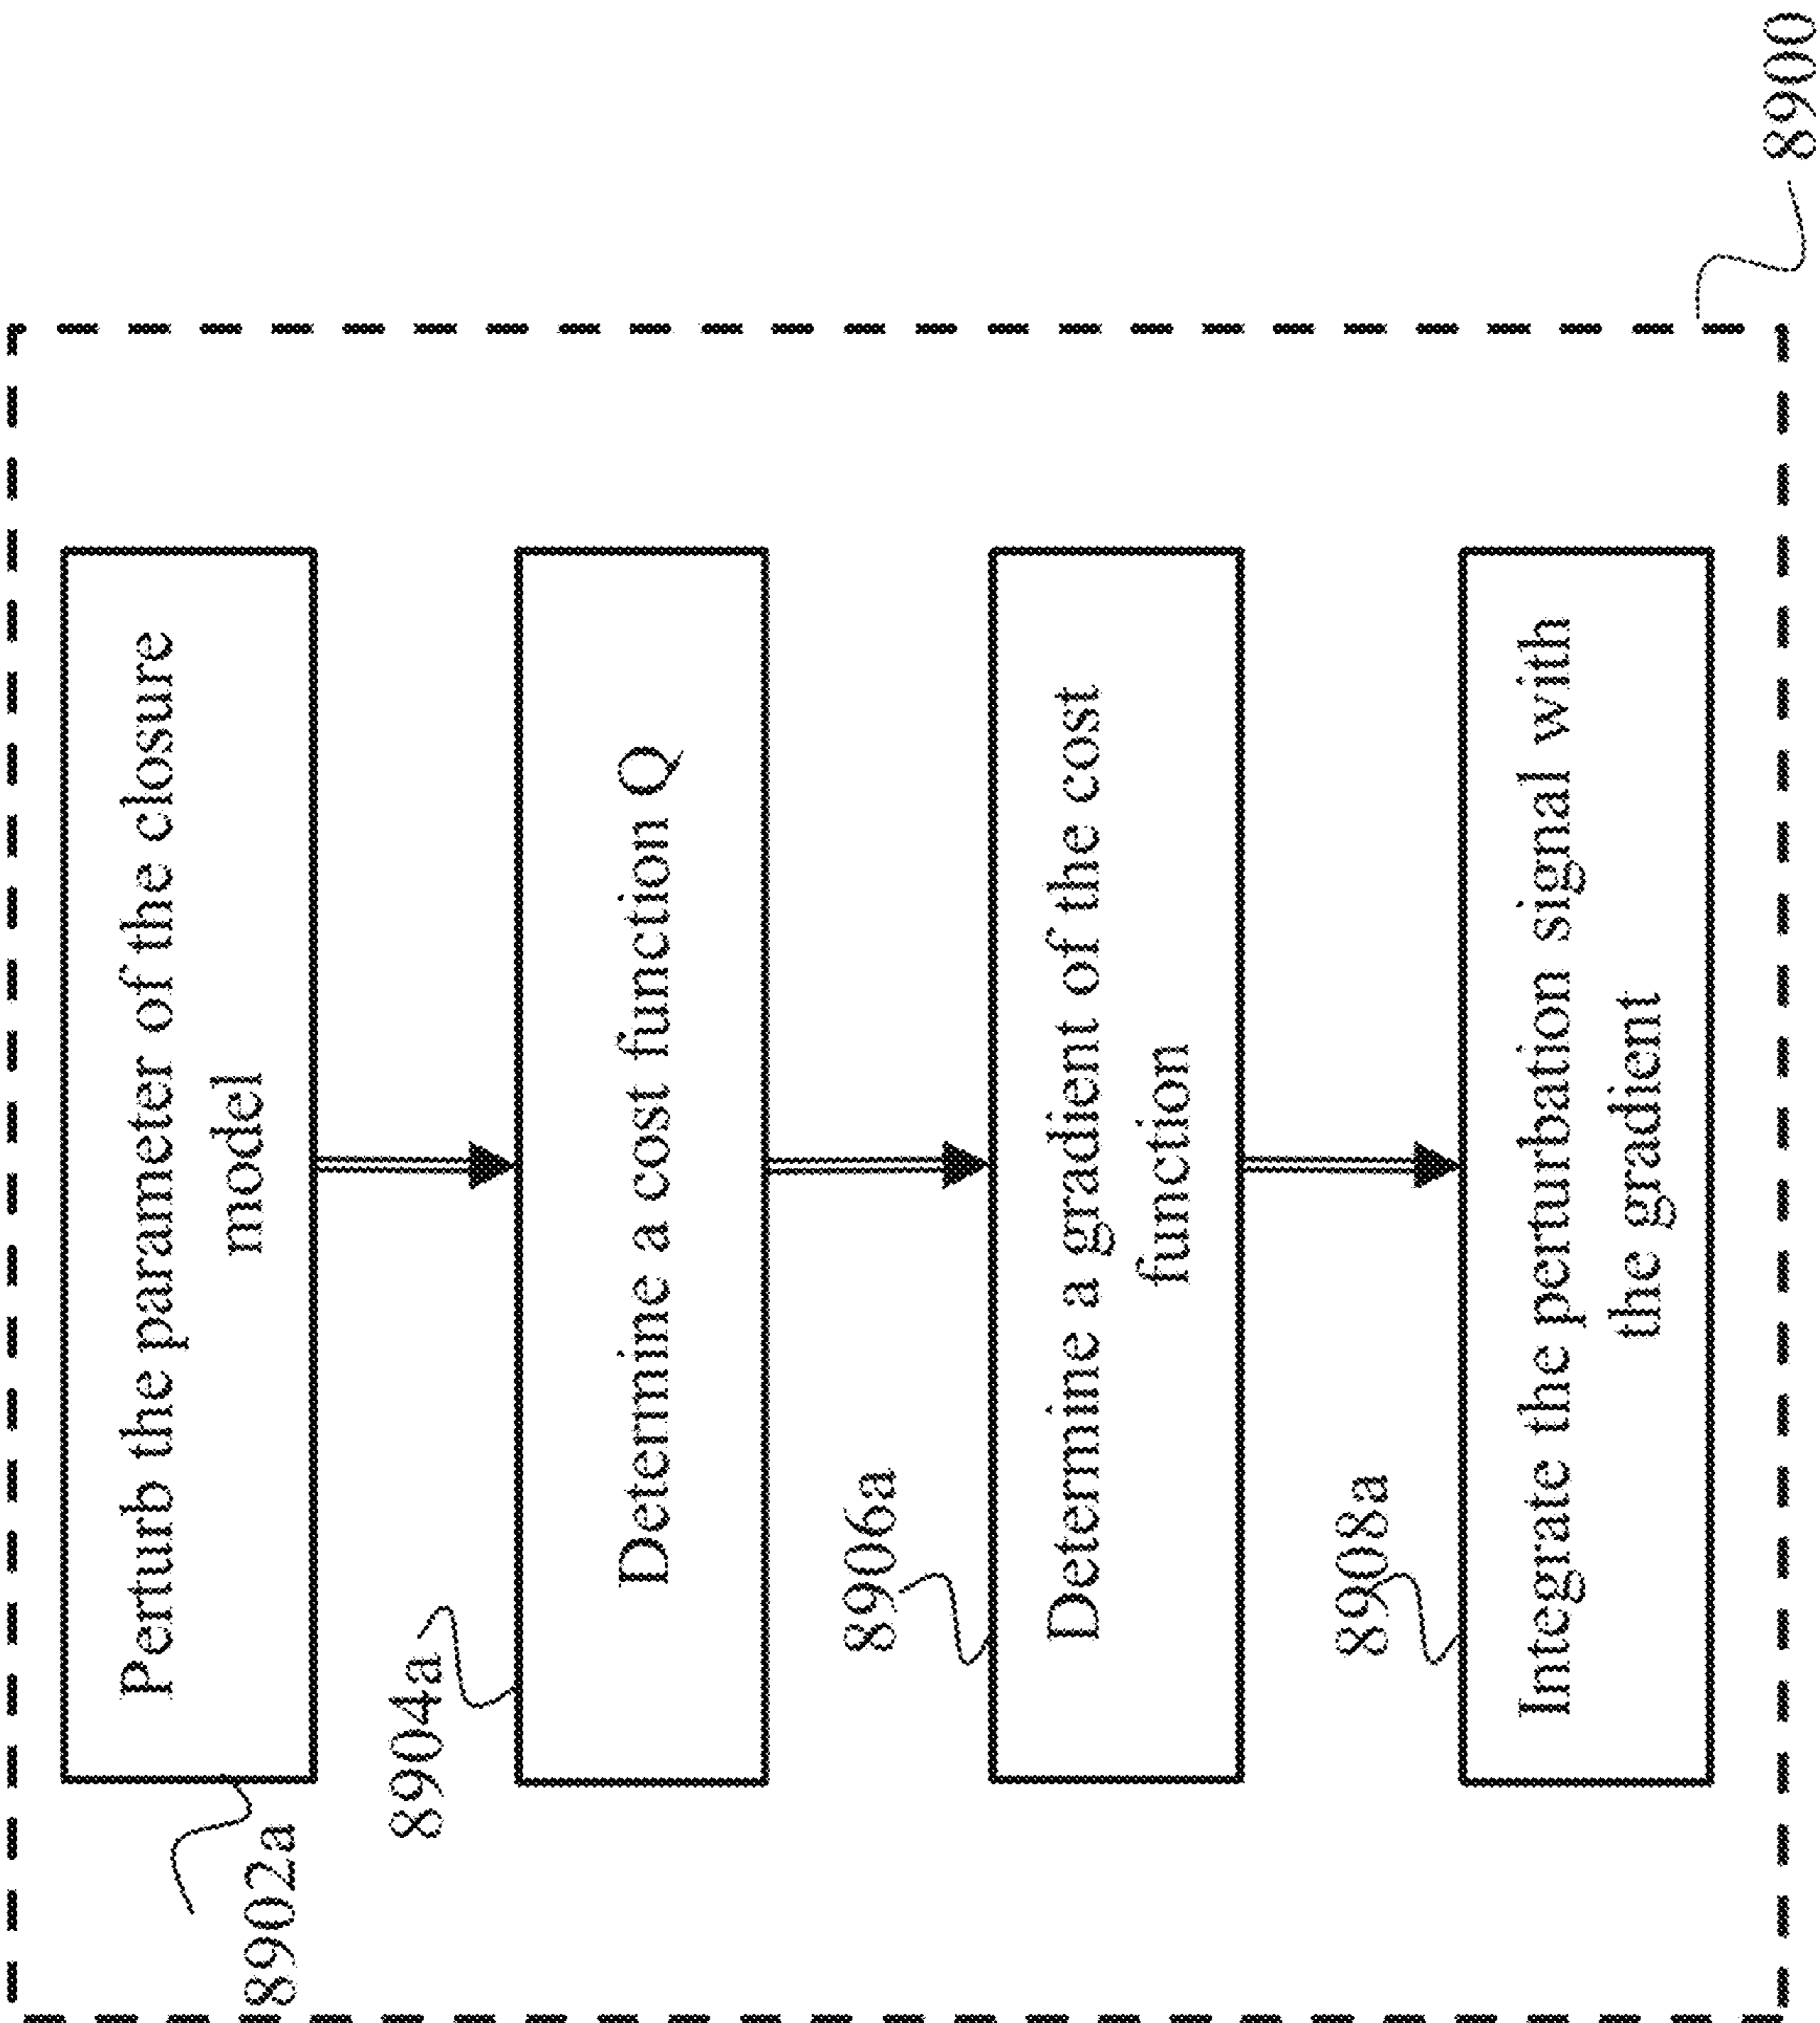 8902a
Perturb the parameter of the closure
model
8904a
Determine a cost function Q
8906a
Determine a gradient of the cost
function
8908a
Integrate the perturbation signal with
the gradient
8900